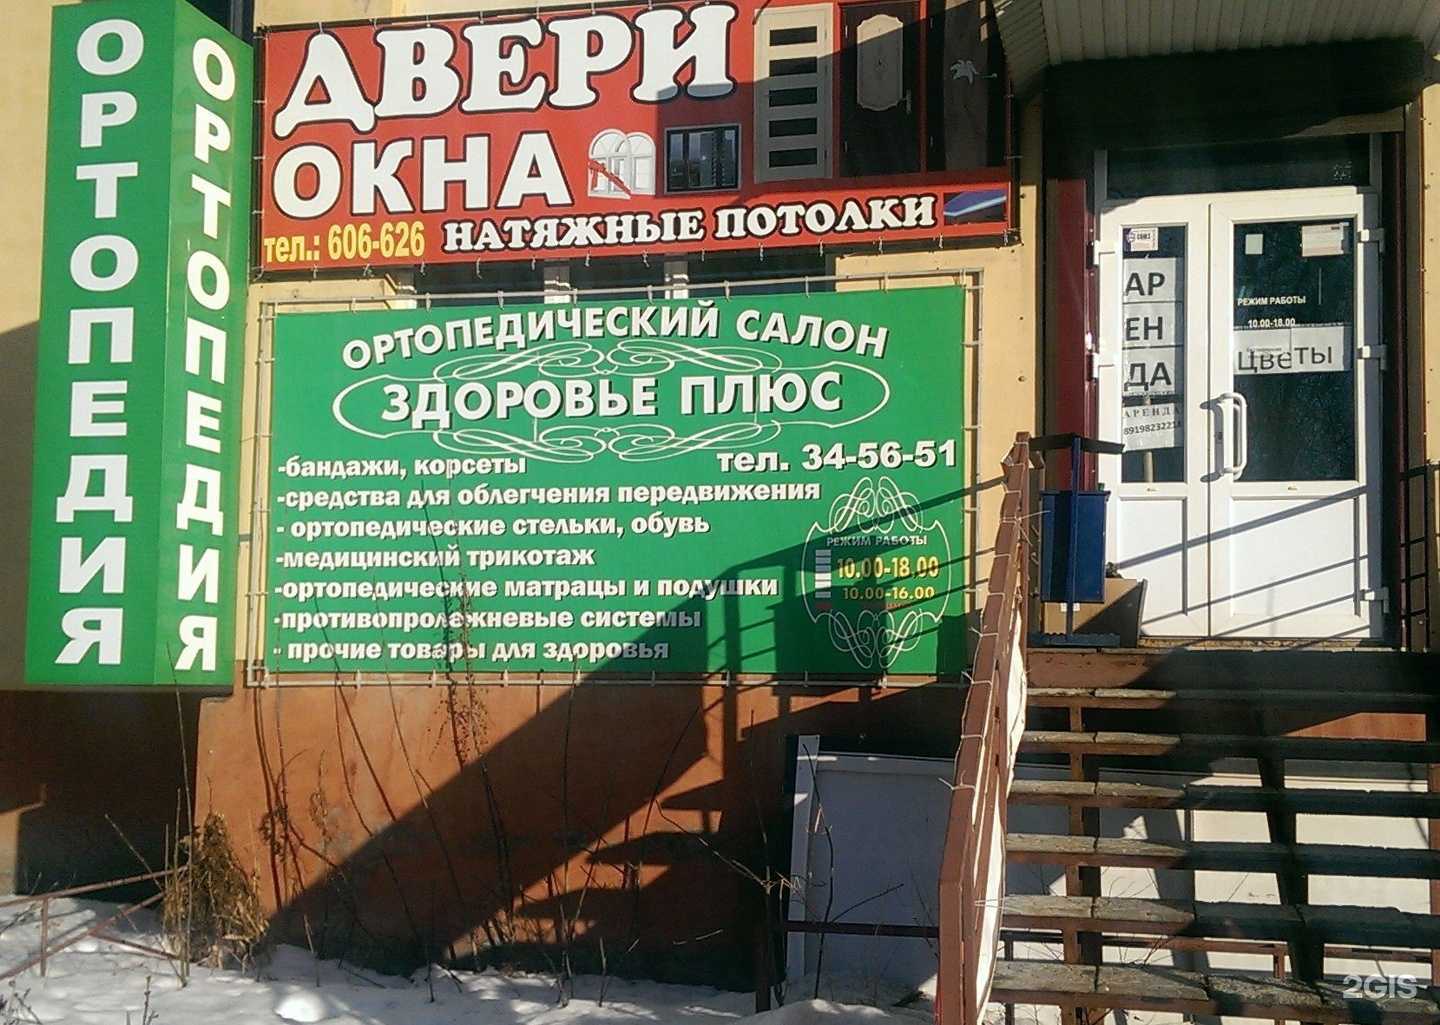 ОРТОПЕДИЯ
ОРТОПЕДИЯ
ДВЕРИ
ОКНА
тел.: 606-626
НАТЯЖНЫЕ ПОТОЛКИ
ОРТОПЕДИЧЕСКИЙ САЛОН
ЗДОРОВЬЕ ПЛЮС
тел. 34-56-51
-бандажи, корсеты
-средства для облегчения передвижения
- ортопедические стельки, обувь
-медицинский трикотаж
-ортопедические матрацы и подушки
-противопролежневые системы
- прочие товары для здоровья
РЕЖИМ РАБОТЫ
10.00-18.00
10.00-16.00
АР
ЕН
ДА
АРЕНДА
89198232214
РЕЖИМ РАБОТЫ
10.00-18.00
Цветы
2GIS